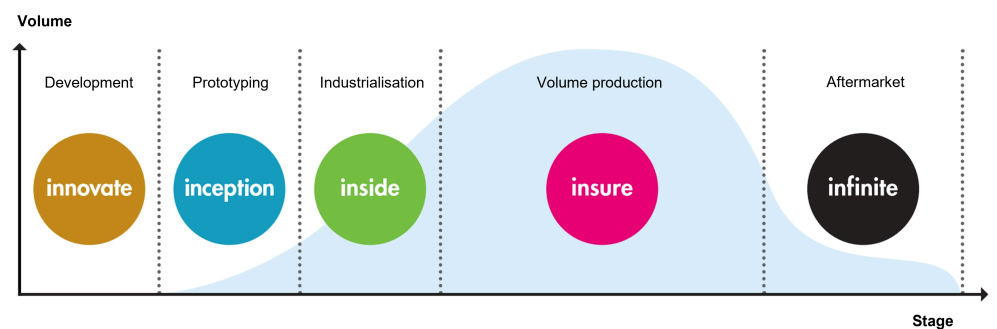 Volume
Development
Prototyping
Industrialisation
Volume production
Aftermarket
innovate
inception
inside
insure
infinite
Stage